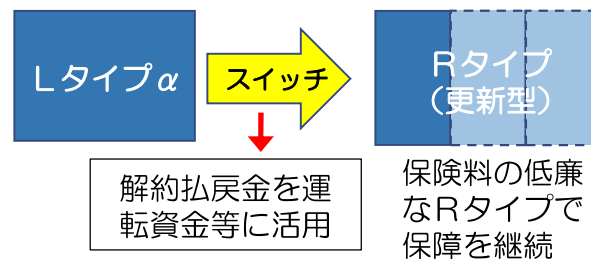 Lタイプα
スイッチ
Rタイプ
（更新型）
解約払戻金を運
転資金等に活用
保険料の低廉
なRタイプで
保障を継続